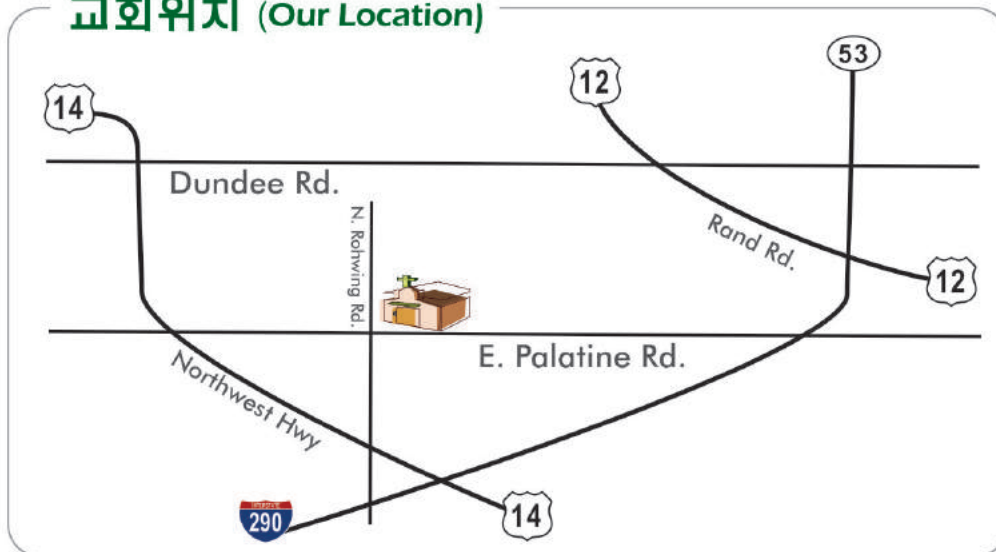 교회위치 (Our Location)
53
12
14
Dundee Rd.
N. Rohwing Rd.
Rand Rd.
12
E. Palatine Rd.
Northwest Hwy
290
14